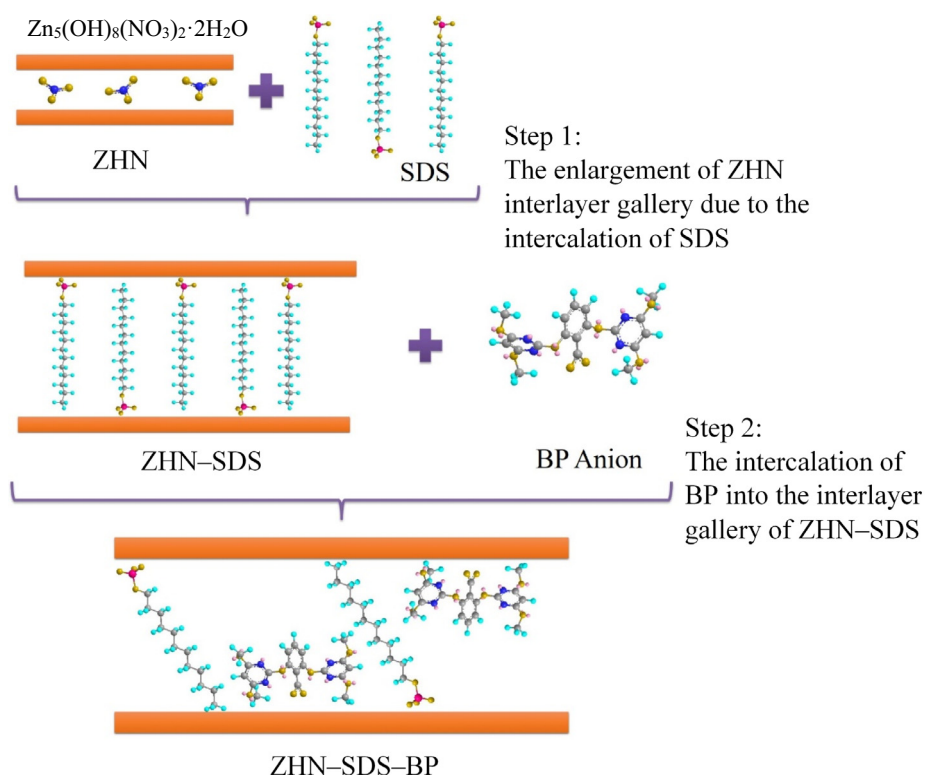 Zn₅(OH)₈(NO₃)₂·2H₂O
ZHN
SDS
Step 1:
The enlargement of ZHN
interlayer gallery due to the
intercalation of SDS
ZHN–SDS
BP Anion
Step 2:
The intercalation of
BP into the interlayer
gallery of ZHN–SDS
ZHN–SDS–BP